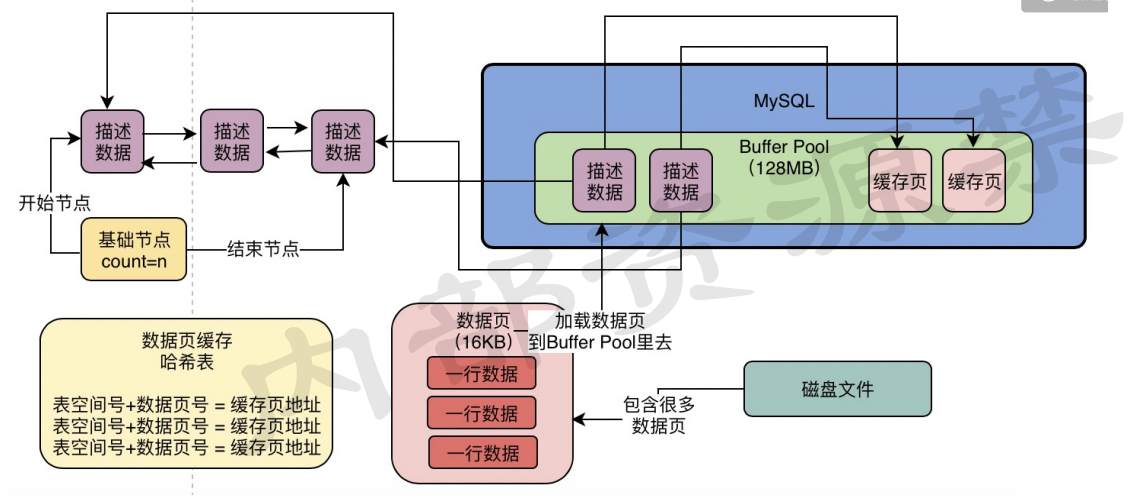 MySQL
Buffer Pool
（128MB）
描述
数据
描述
数据
描述
数据
描述
数据
描述
数据
缓存页
缓存页
开始节点
基础节点
count=n
结束节点
数据页缓存
哈希表
表空间号+数据页号 = 缓存页地址
表空间号+数据页号 = 缓存页地址
表空间号+数据页号 = 缓存页地址
数据页
（16KB）
加载数据页
到Buffer Pool里去
一行数据
一行数据
一行数据
包含很多
数据页
磁盘文件
内部资源禁